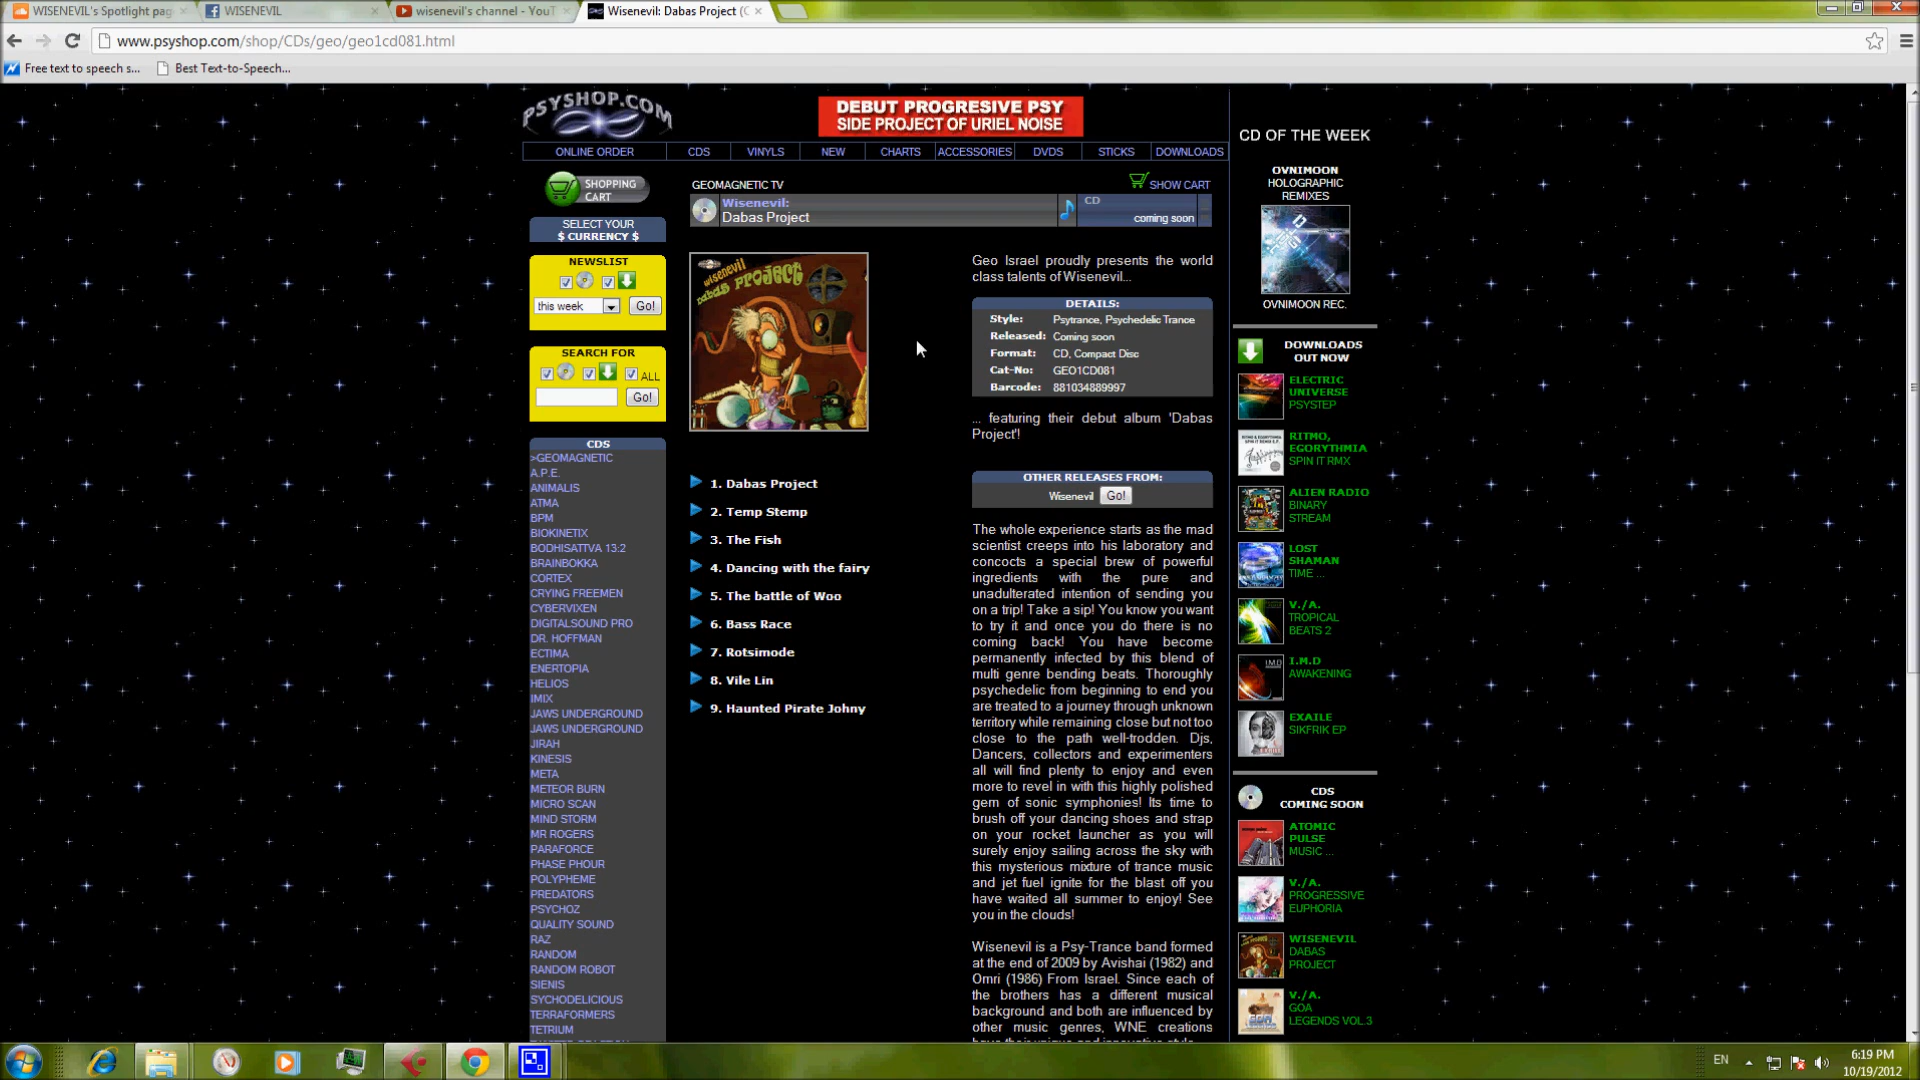 WISENEVIL's Spotlight pag
WISENEVIL
wisenevil's channel - YouT
Wisenevil: Dabas Project (C
www.psyshop.com/shop/CDs/geo/geo1cd081.html
Free text to speech s...
Best Text-to-Speech...
PSYSHOP.COM
DEBUT PROGRESIVE PSY
SIDE PROJECT OF URIEL NOISE
ONLINE ORDER
CDS
VINYLS
NEW
CHARTS
ACCESSORIES
DVDS
STICKS
DOWNLOADS
SHOPPING
CART
SELECT YOUR
$ CURRENCY $
NEWSLIST
this week
Go!
SEARCH FOR
ALL
Go!
CDS
>GEOMAGNETIC
A.P.E.
ANIMALIS
ATMA
BPM
BIOKINETIX
BODHISATTVA 13:2
BRAINBOKKA
CORTEX
CRYING FREEMEN
CYBERVIXEN
DIGITALSOUND PRO
DR. HOFFMAN
ECTIMA
ENERTOPIA
HELIOS
IMIX
JAWS UNDERGROUND
JAWS UNDERGROUND
JIRAH
KINESIS
META
METEOR BURN
MICRO SCAN
MIND STORM
MR ROGERS
PARAFORCE
PHASE PHOUR
POLYPHEME
PREDATORS
PSYCHOZ
QUALITY SOUND
RAZ
RANDOM
RANDOM ROBOT
SIENIS
SYCHODELICIOUS
TERRAFORMERS
TETRIUM
GEOMAGNETIC TV
SHOW CART
Wisenevil:
Dabas Project
CD
coming soon
wisenevil
DABAS PROJECT
1. Dabas Project
2. Temp Stemp
3. The Fish
4. Dancing with the fairy
5. The battle of Woo
6. Bass Race
7. Rotsimode
8. Vile Lin
9. Haunted Pirate Johny
Geo Israel proudly presents the world
class talents of Wisenevil...
DETAILS:
Style: Psytrance, Psychedelic Trance
Released: Coming soon
Format: CD, Compact Disc
Cat-No: GEO1CD081
Barcode: 881034889997
... featuring their debut album 'Dabas
Project'!
OTHER RELEASES FROM:
Wisenevil Go!
The whole experience starts as the mad
scientist creeps into his laboratory and
concocts a special brew of powerful
ingredients with the pure and
unadulterated intention of sending you
on a trip! Take a sip! You know you want
to try it and once you do there is no
coming back! You have become
permanently infected by this blend of
multi genre bending beats. Thoroughly
psychedelic from beginning to end you
are treated to a journey through unknown
territory while remaining close but not too
close to the path well-trodden. Djs,
Dancers, collectors and experimenters
all will find plenty to enjoy and even
more to revel in with this highly polished
gem of sonic symphonies! Its time to
brush off your dancing shoes and strap
on your rocket launcher as you will
surely enjoy sailing across the sky with
this mysterious mixture of trance music
and jet fuel ignite for the blast off you
have waited all summer to enjoy! See
you in the clouds!
Wisenevil is a Psy-Trance band formed
at the end of 2009 by Avishai (1982) and
Omri (1986) From Israel. Since each of
the brothers has a different musical
background and both are influenced by
other music genres, WNE creations
CD OF THE WEEK
OVNIMOON
HOLOGRAPHIC
REMIXES
OVNIMOON REC.
DOWNLOADS
OUT NOW
ELECTRIC
UNIVERSE
PSYSTEP
RITMO,
EGORYTHMIA
SPIN IT RMX
ALIEN RADIO
BINARY
STREAM
LOST
SHAMAN
TIME ...
V./A.
TROPICAL
BEATS 2
I.M.D
AWAKENING
EXAILE
SIKFRIK EP
CDS
COMING SOON
ATOMIC
PULSE
MUSIC ...
V./A.
PROGRESSIVE
EUPHORIA
WISENEVIL
DABAS
PROJECT
V./A.
GOA
LEGENDS VOL.3
EN
6:19 PM
10/19/2012